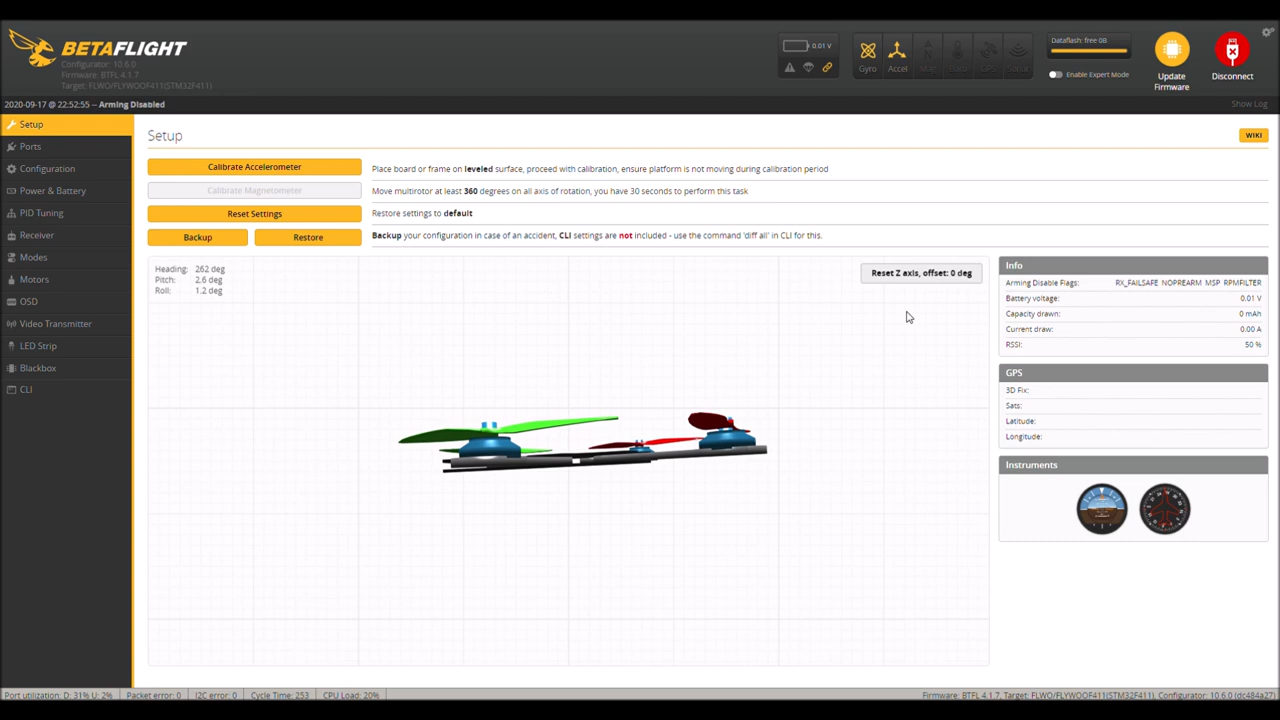 BETAFLIGHT
Configurator: 10.6.0
Firmware: BTFL 4.1.7
Target: FLWO/FLYWOOF411(STM32F411)
0.01 V
Gyro
Accel
Mag
Baro
GPS
Sonar
Dataflash: free 0B
Enable Expert Mode
Update
Firmware
Disconnect
2020-09-17 @ 22:52:55 -- Arming Disabled
Show Log
Setup
Ports
Configuration
Power & Battery
PID Tuning
Receiver
Modes
Motors
OSD
Video Transmitter
LED Strip
Blackbox
CLI
Setup
WIKI
Calibrate Accelerometer
Place board or frame on leveled surface, proceed with calibration, ensure platform is not moving during calibration period
Calibrate Magnetometer
Move multirotor at least 360 degrees on all axis of rotation, you have 30 seconds to perform this task
Reset Settings
Restore settings to default
Backup
Restore
Backup your configuration in case of an accident, CLI settings are not included - use the command 'diff all' in CLI for this.
Heading: 262 deg
Pitch: 2.6 deg
Roll: 1.2 deg
Reset Z axis, offset: 0 deg
Info
Arming Disable Flags: RX_FAILSAFE NOPREARM MSP RPMFILTER
Battery voltage: 0.01 V
Capacity drawn: 0 mAh
Current draw: 0.00 A
RSSI: 50 %
GPS
3D Fix:
Sats:
Latitude:
Longitude:
Instruments
Port utilization: D: 31% U: 2%
Packet error: 0
I2C error: 0
Cycle Time: 253
CPU Load: 20%
Firmware: BTFL 4.1.7, Target: FLWO/FLYWOOF411(STM32F411), Configurator: 10.6.0 (dc484a27)